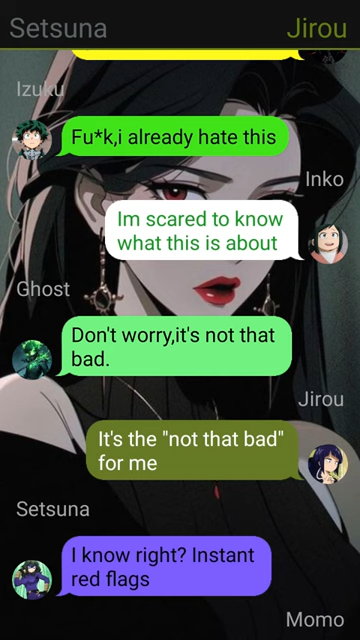 Setsuna Jirou
Izuku
Fu*k,i already hate this
Inko
Im scared to know
what this is about
Ghost
Don't worry,it's not that
bad.
Jirou
It's the "not that bad"
for me
Setsuna
I know right? Instant
red flags
Momo